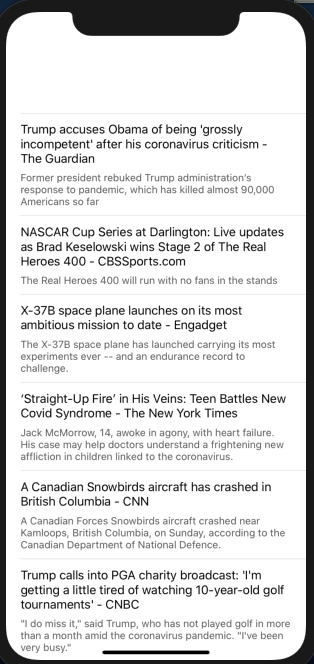 Trump accuses Obama of being 'grossly
incompetent' after his coronavirus criticism -
The Guardian
Former president rebuked Trump administration's
response to pandemic, which has killed almost 90,000
Americans so far
NASCAR Cup Series at Darlington: Live updates
as Brad Keselowski wins Stage 2 of The Real
Heroes 400 - CBSSports.com
The Real Heroes 400 will run with no fans in the stands
X-37B space plane launches on its most
ambitious mission to date - Engadget
The X-37B space plane has launched carrying its most
experiments ever -- and an endurance record to
challenge.
‘Straight-Up Fire’ in His Veins: Teen Battles New
Covid Syndrome - The New York Times
Jack McMorrow, 14, awoke in agony, with heart failure.
His case may help doctors understand a frightening new
affliction in children linked to the coronavirus.
A Canadian Snowbirds aircraft has crashed in
British Columbia - CNN
A Canadian Forces Snowbirds aircraft crashed near
Kamloops, British Columbia, on Sunday, according to the
Canadian Department of National Defence.
Trump calls into PGA charity broadcast: 'I'm
getting a little tired of watching 10-year-old golf
tournaments' - CNBC
"I do miss it," said Trump, who has not played golf in more
than a month amid the coronavirus pandemic. "I've been
very busy."